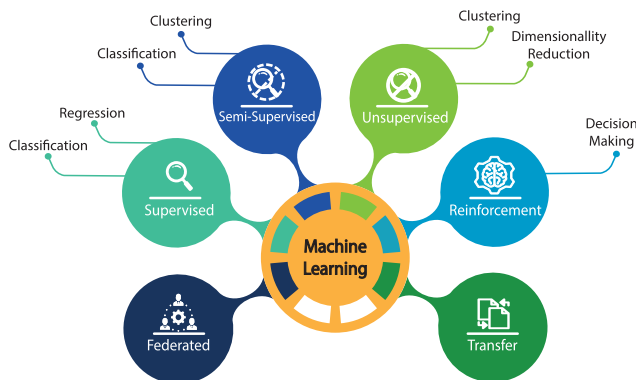 Clustering
Classification
Semi-Supervised
Clustering
Dimensionallity
Reduction
Unsupervised
Regression
Classification
Supervised
Decision
Making
Reinforcement
Machine
Learning
Federated
Transfer